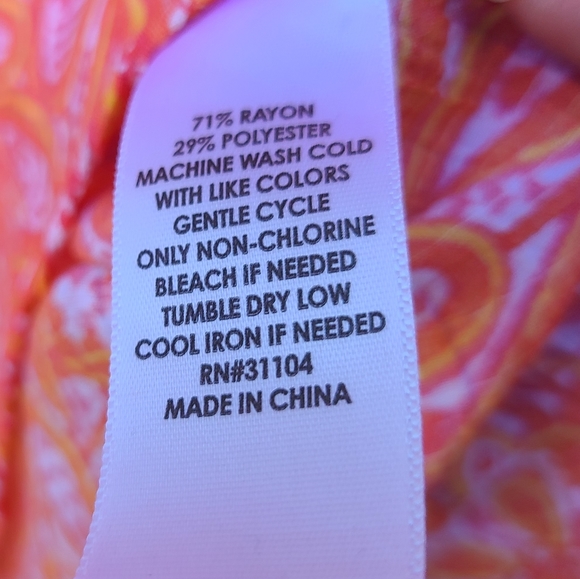 71% RAYON
29% POLYESTER
MACHINE WASH COLD
WITH LIKE COLORS
GENTLE CYCLE
ONLY NON-CHLORINE
BLEACH IF NEEDED
TUMBLE DRY LOW
COOL IRON IF NEEDED
RN#31104
MADE IN CHINA